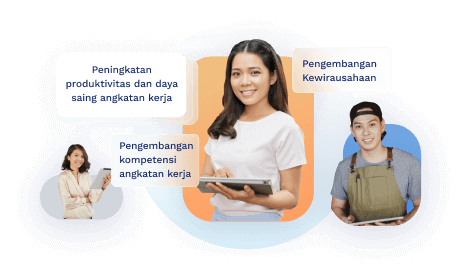 Peningkatan
produktivitas dan daya
saing angkatan kerja
Pengembangan
Kewirausahaan
Pengembangan
kompetensi
angkatan kerja